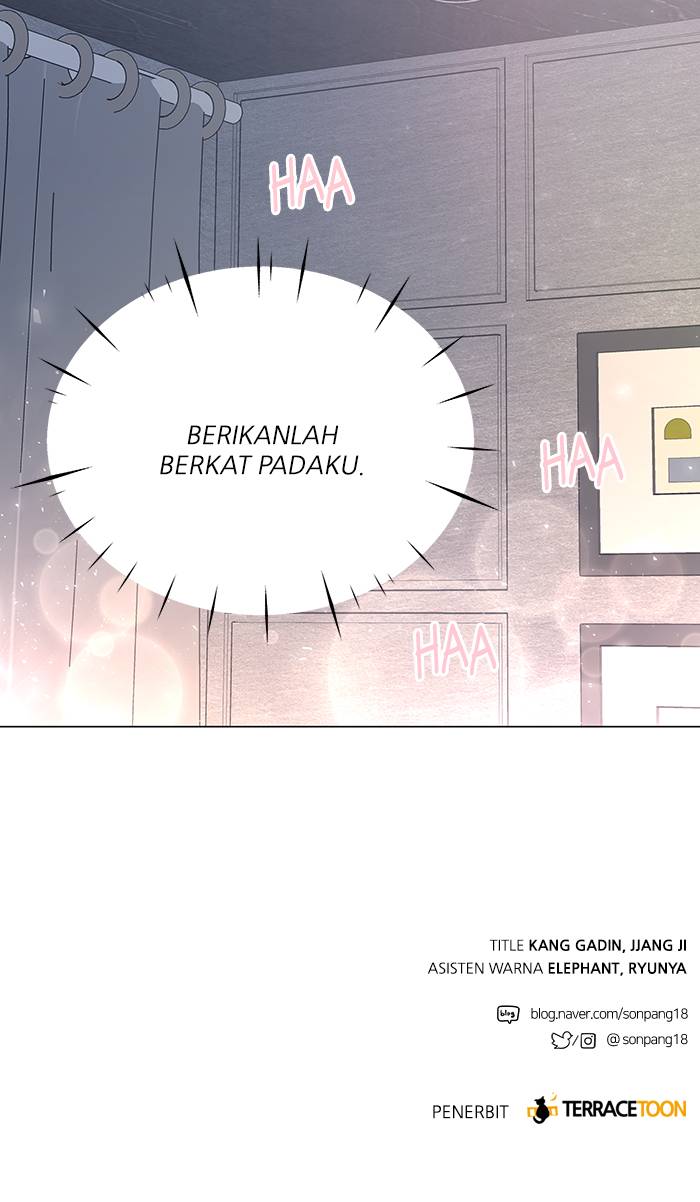 HAA
BERIKANLAH
BERKAT PADAKU.
HAA
HAA
TITLE KANG GADIN, JJANG JI
ASISTEN WARNA ELEPHANT, RYUNYA
blog blog.naver.com/sonpang18
/ @sonpang18
PENERBIT TERRACETOON